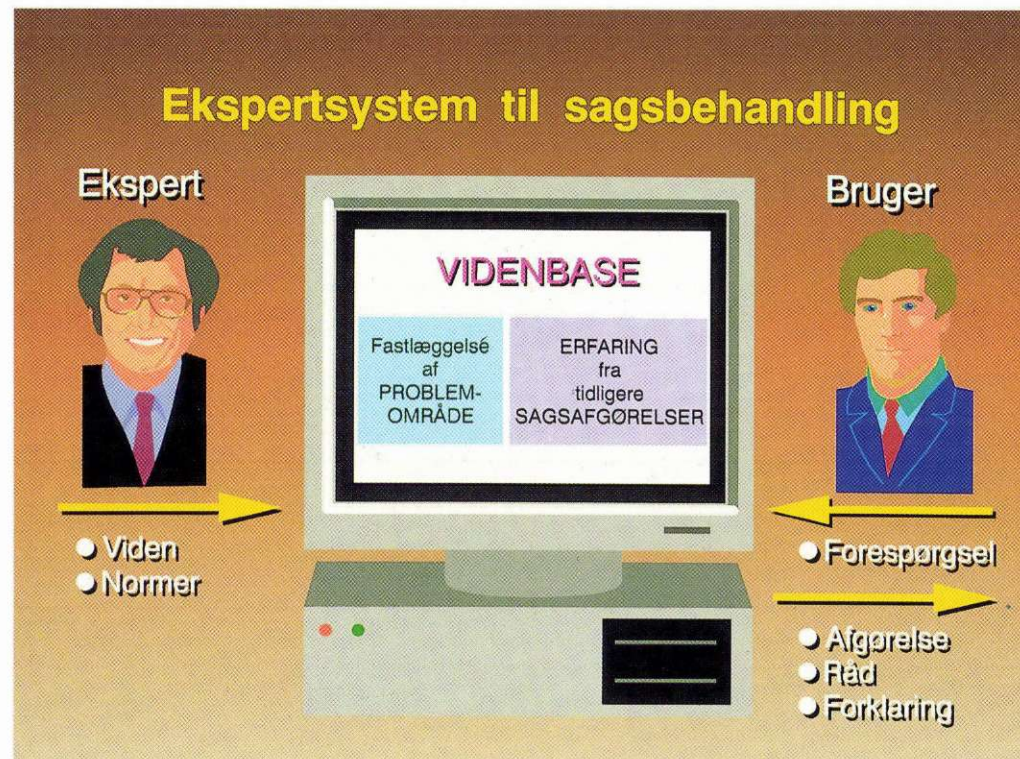 Ekspertsystem til sagsbehandling
Ekspert
Bruger
VIDENBASE
Fastlæggelsé
af
PROBLEM-
OMRÅDE
ERFARING
fra
tidligere
SAGSAFGØRELSER
Viden
Normer
Forespørgsel
Afgørelse
Råd
Forklaring